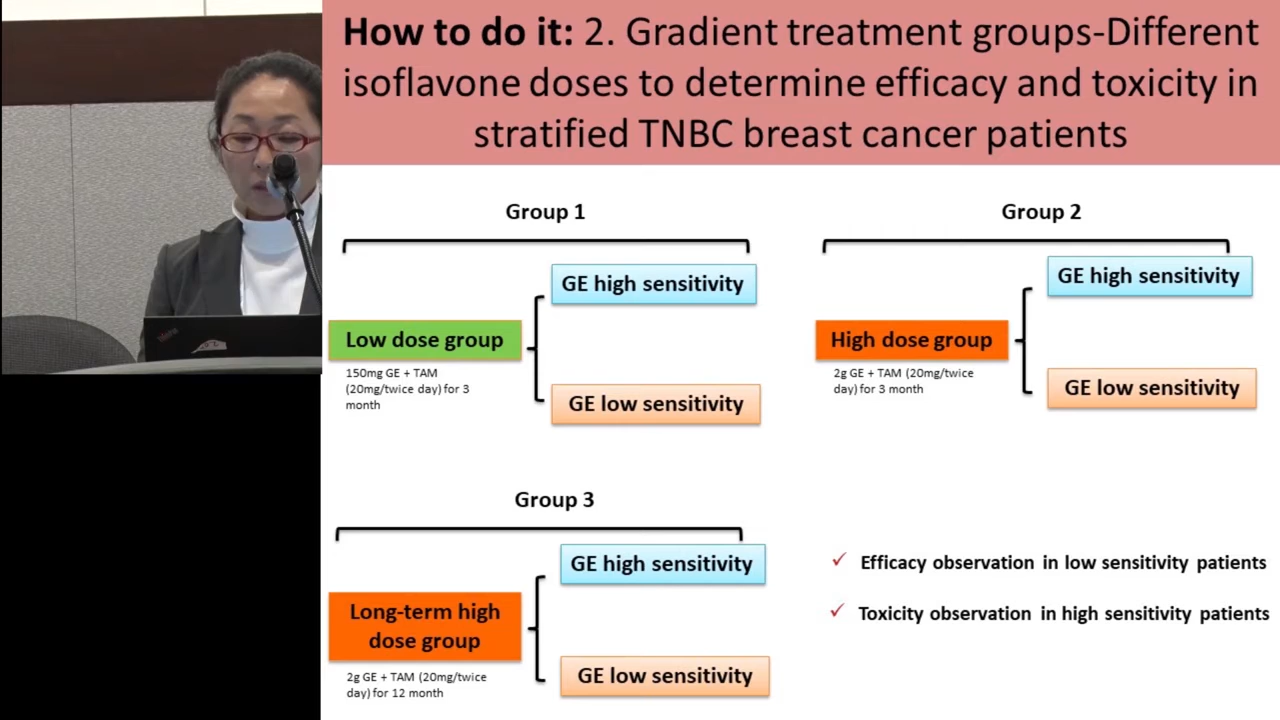 How to do it: 2. Gradient treatment groups-Different
isoflavone doses to determine efficacy and toxicity in
stratified TNBC breast cancer patients
Group 1
GE high sensitivity
Low dose group
150mg GE + TAM
(20mg/twice day) for 3
month
GE low sensitivity
Group 2
GE high sensitivity
High dose group
2g GE + TAM (20mg/twice
day) for 3 month
GE low sensitivity
Group 3
GE high sensitivity
Long-term high
dose group
2g GE + TAM (20mg/twice
day) for 12 month
GE low sensitivity
✓ Efficacy observation in low sensitivity patients
✓ Toxicity observation in high sensitivity patients